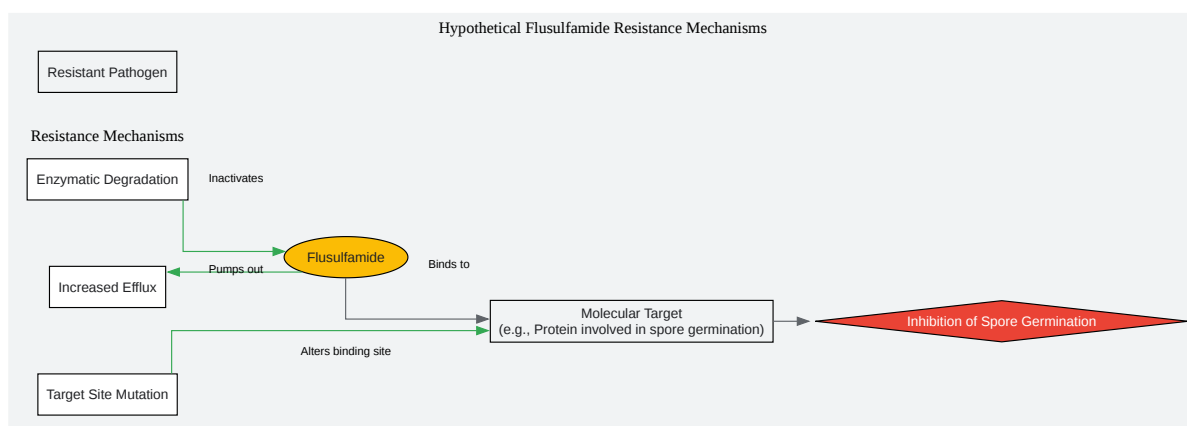 Hypothetical Flusulfamide Resistance Mechanisms
Resistant Pathogen
Resistance Mechanisms
Enzymatic Degradation
Inactivates
Flusulfamide
Pumps out
Binds to
Increased Efflux
Molecular Target
(e.g., Protein involved in spore germination)
Inhibition of Spore Germination
Alters binding site
Target Site Mutation